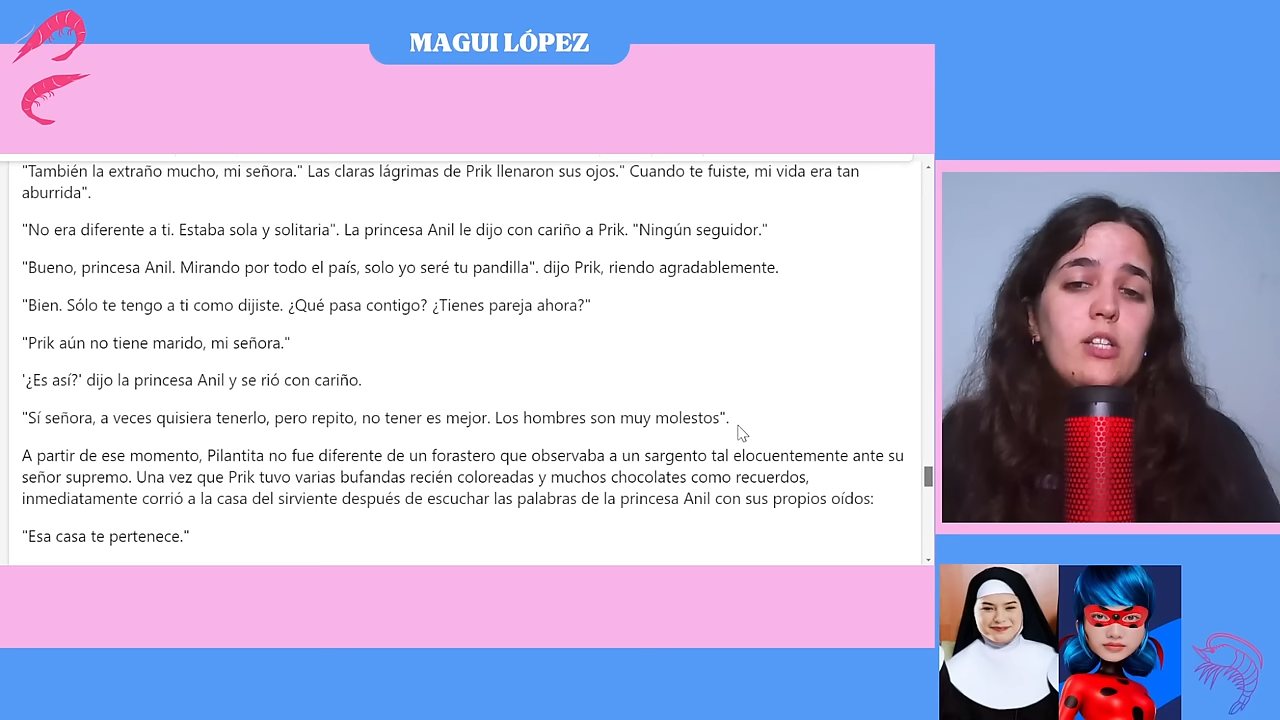 MAGUI LÓPEZ
"También la extraño mucho, mi señora." Las claras lágrimas de Prik llenaron sus ojos." Cuando te fuiste, mi vida era tan
aburrida".
"No era diferente a ti. Estaba sola y solitaria". La princesa Anil le dijo con cariño a Prik. "Ningún seguidor."
"Bueno, princesa Anil. Mirando por todo el país, solo yo seré tu pandilla". dijo Prik, riendo agradablemente.
"Bien. Sólo te tengo a ti como dijiste. ¿Qué pasa contigo? ¿Tienes pareja ahora?"
"Prik aún no tiene marido, mi señora."
'¿Es así?' dijo la princesa Anil y se rió con cariño.
"Sí señora, a veces quisiera tenerlo, pero repito, no tener es mejor. Los hombres son muy molestos".
A partir de ese momento, Pilantita no fue diferente de un forastero que observaba a un sargento tal elocuentemente ante su
señor supremo. Una vez que Prik tuvo varias bufandas recién coloreadas y muchos chocolates como recuerdos,
inmediatamente corrió a la casa del sirviente después de escuchar las palabras de la princesa Anil con sus propios oídos:
"Esa casa te pertenece."